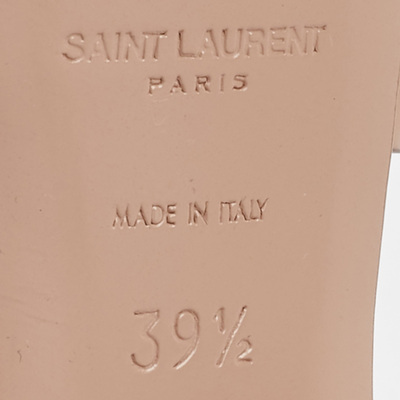 SAINT LAURENT
PARIS
MADE IN ITALY
39½